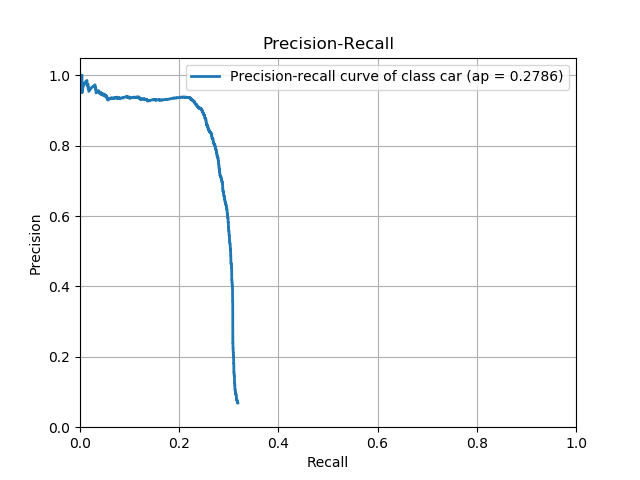 Precision-Recall
Precision-recall curve of class car (ap = 0.2786)
1.0
0.8
0.6
0.4
0.2
0.0
Precision
0.0 0.2 0.4 0.6 0.8 1.0
Recall